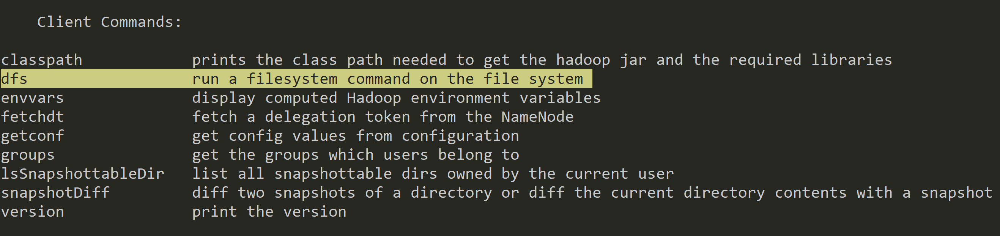 Client Commands:
classpath prints the class path needed to get the hadoop jar and the required libraries
dfs run a filesystem command on the file system
envvars display computed Hadoop environment variables
fetchdt fetch a delegation token from the NameNode
getconf get config values from configuration
groups get the groups which users belong to
lsSnapshottableDir list all snapshottable dirs owned by the current user
snapshotDiff diff two snapshots of a directory or diff the current directory contents with a snapshot
version print the version